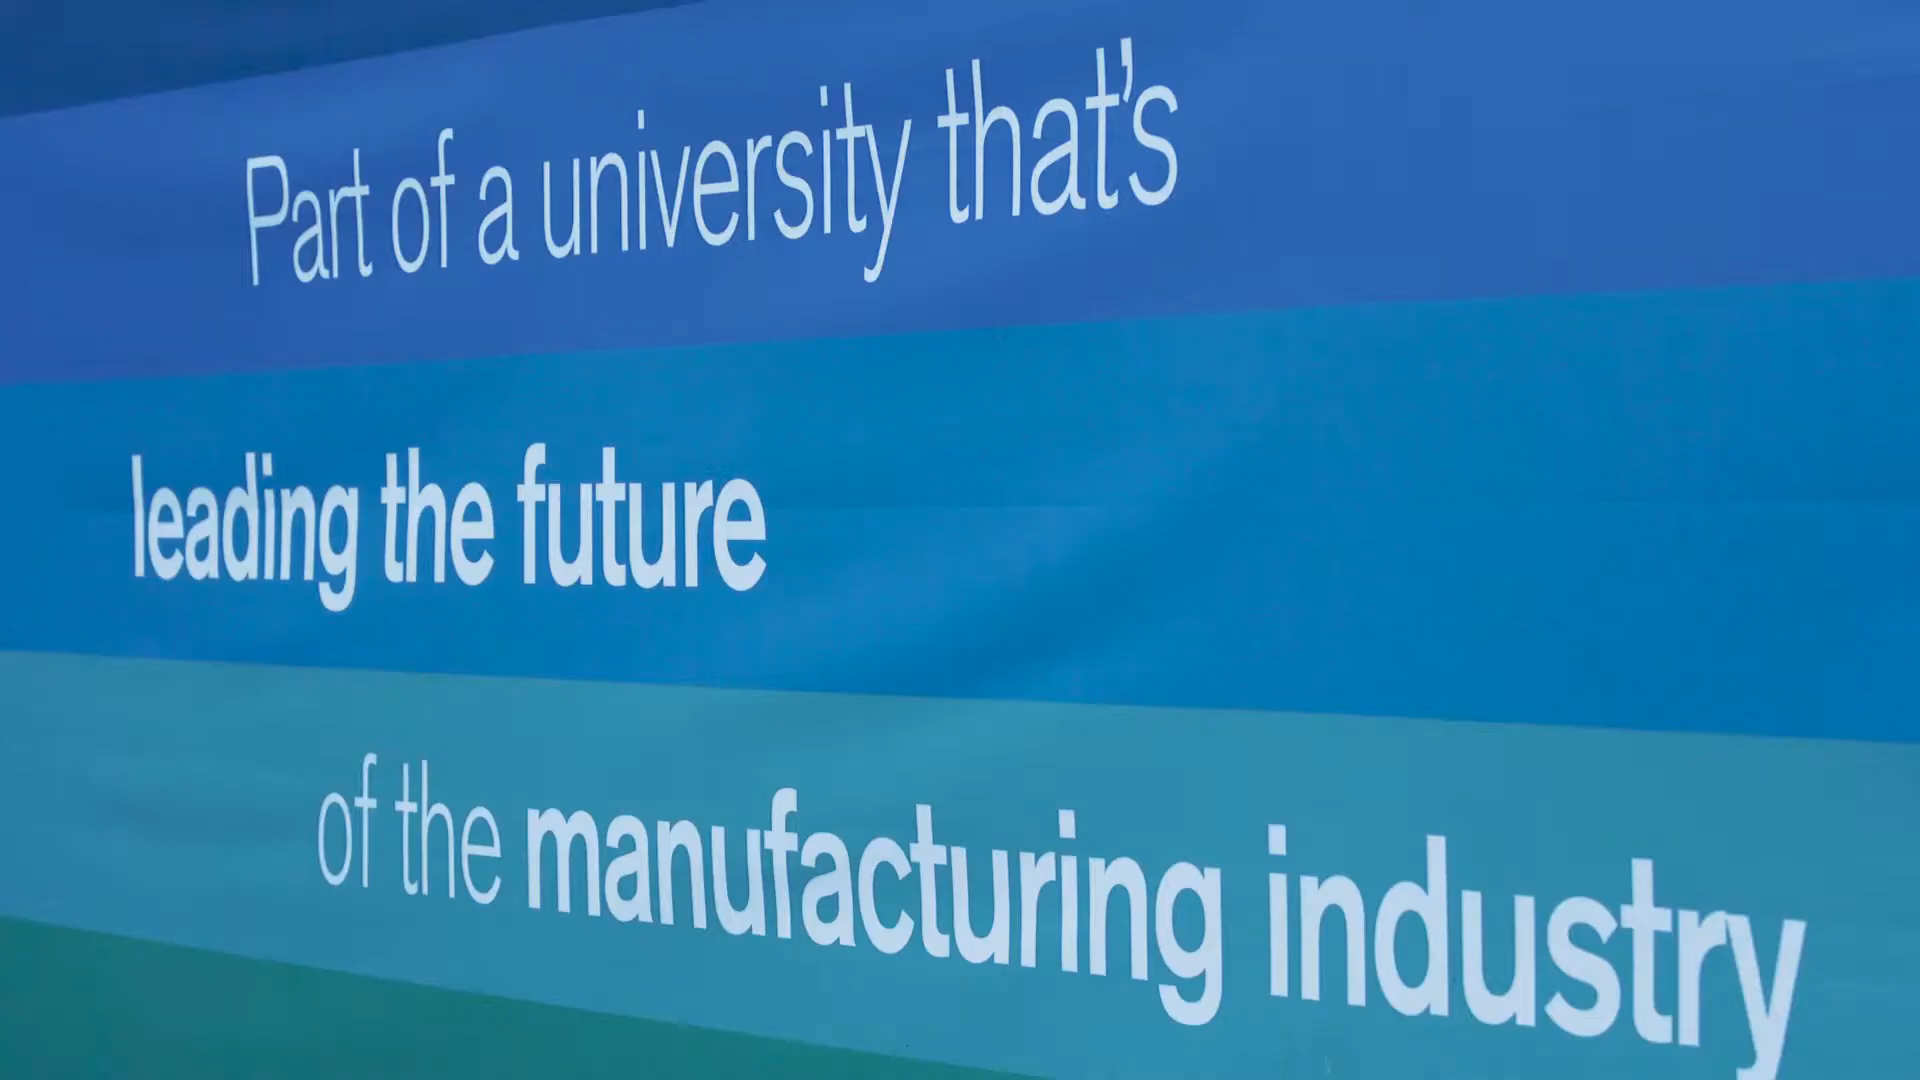 Part of a university that's
leading the future
of the manufacturing industry